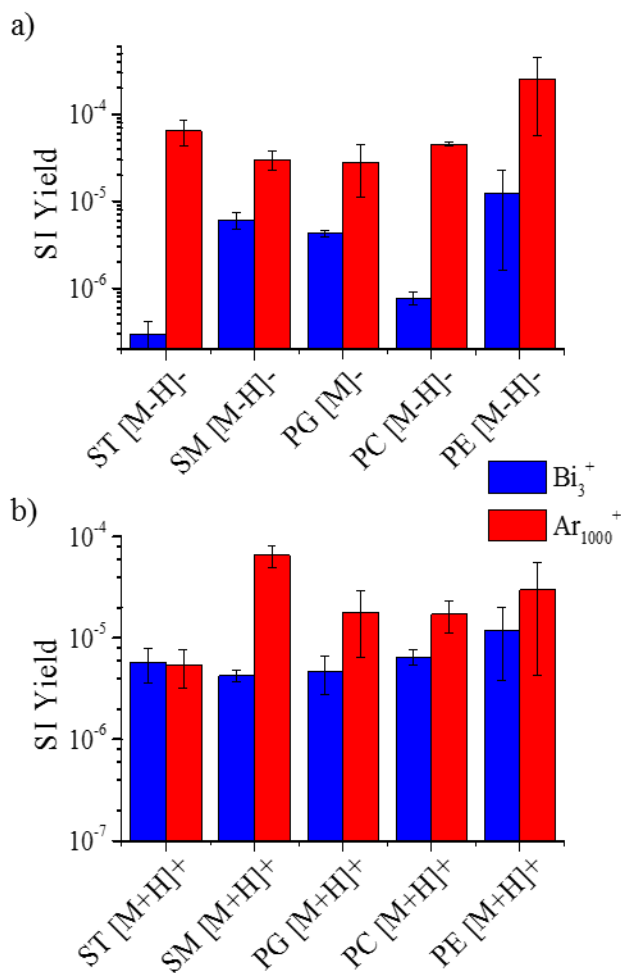 a)
SI Yield
10⁻⁴
10⁻⁵
10⁻⁶
ST [M-H]-
SM [M-H]-
PG [M]-
PC [M-H]-
PE [M-H]-
Bi₃⁺
Ar₁₀₀₀⁺
b)
SI Yield
10⁻⁴
10⁻⁵
10⁻⁶
10⁻⁷
ST [M+H]+
SM [M+H]+
PG [M+H]+
PC [M+H]+
PE [M+H]+